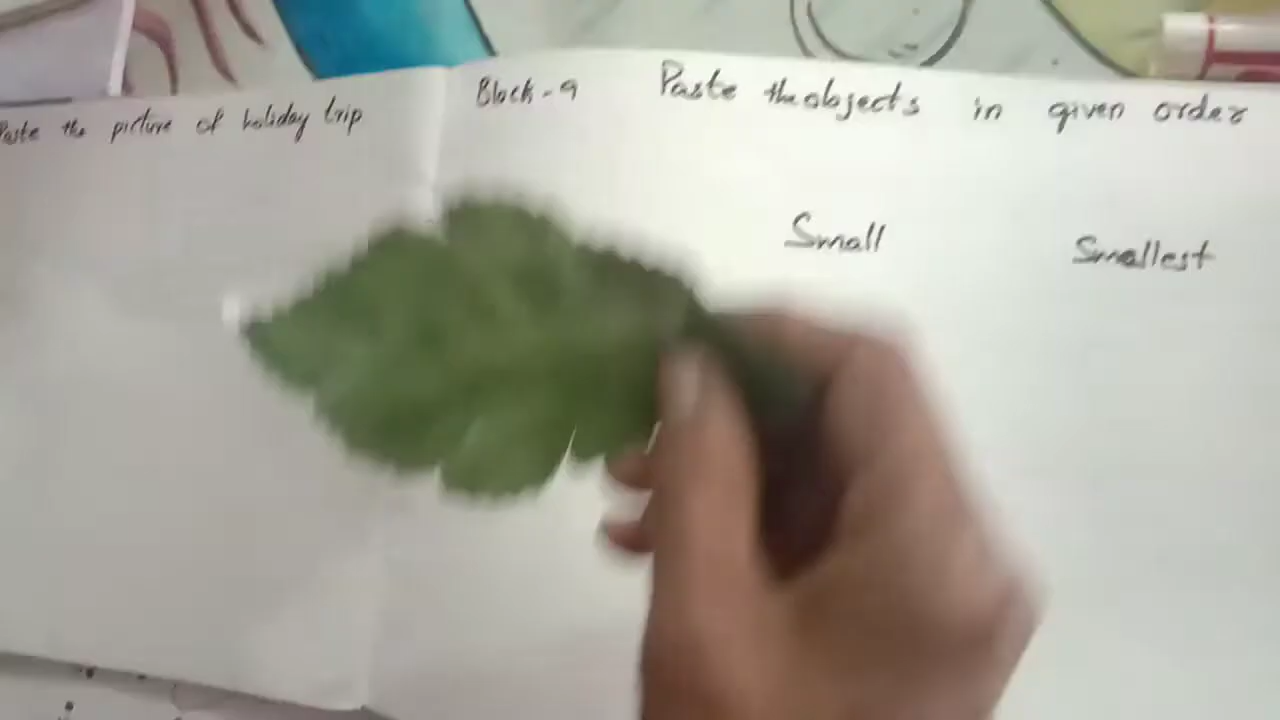 Paste the picture of holiday trip
Block - 9
Paste the objects in given order
Small
Smallest